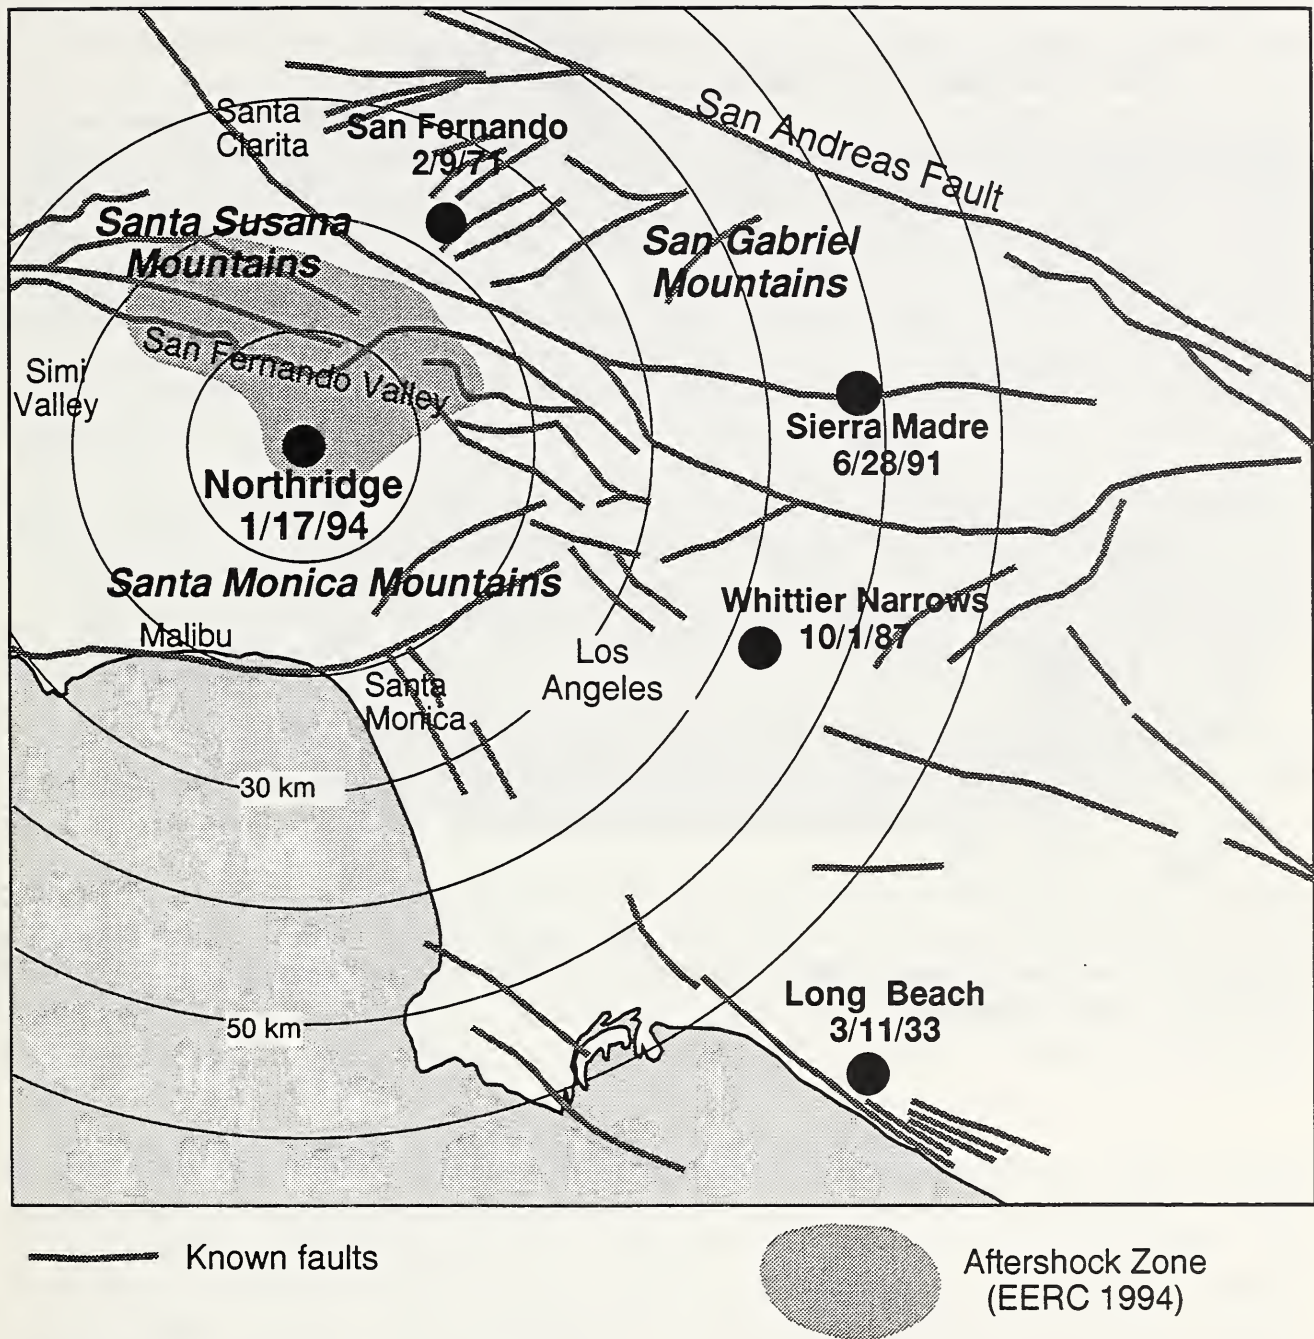 San Andreas Fault
Santa
Clarita
San Fernando
2/9/71
Santa Susana
Mountains
San Gabriel
Mountains
San Fernando Valley
Simi
Valley
Sierra Madre
6/28/91
Northridge
1/17/94
Santa Monica Mountains
Whittier Narrows
10/1/87
Malibu
Los
Angeles
Santa
Monica
30 km
50 km
Long Beach
3/11/33
Known faults
Aftershock Zone
(EERC 1994)